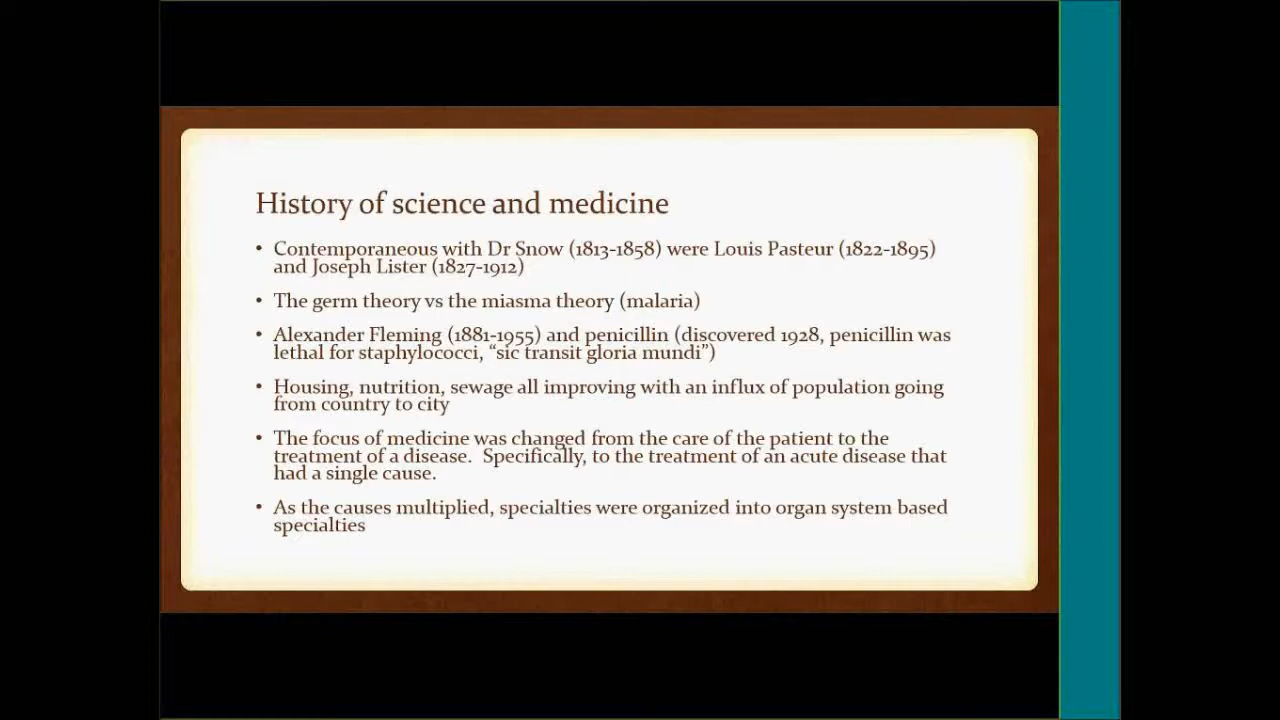 History of science and medicine
• Contemporaneous with Dr Snow (1813-1858) were Louis Pasteur (1822-1895)
and Joseph Lister (1827-1912)
• The germ theory vs the miasma theory (malaria)
• Alexander Fleming (1881-1955) and penicillin (discovered 1928, penicillin was
lethal for staphylococci, “sic transit gloria mundi”)
• Housing, nutrition, sewage all improving with an influx of population going
from country to city
• The focus of medicine was changed from the care of the patient to the
treatment of a disease.  Specifically, to the treatment of an acute disease that
had a single cause.
• As the causes multiplied, specialties were organized into organ system based
specialties